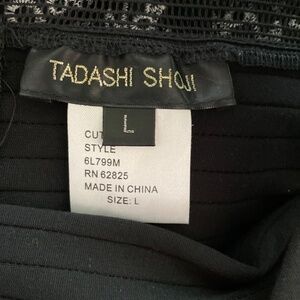 TADASHI SHOJI
L
CUT
STYLE
6L799M
RN 62825
MADE IN CHINA
SIZE: L